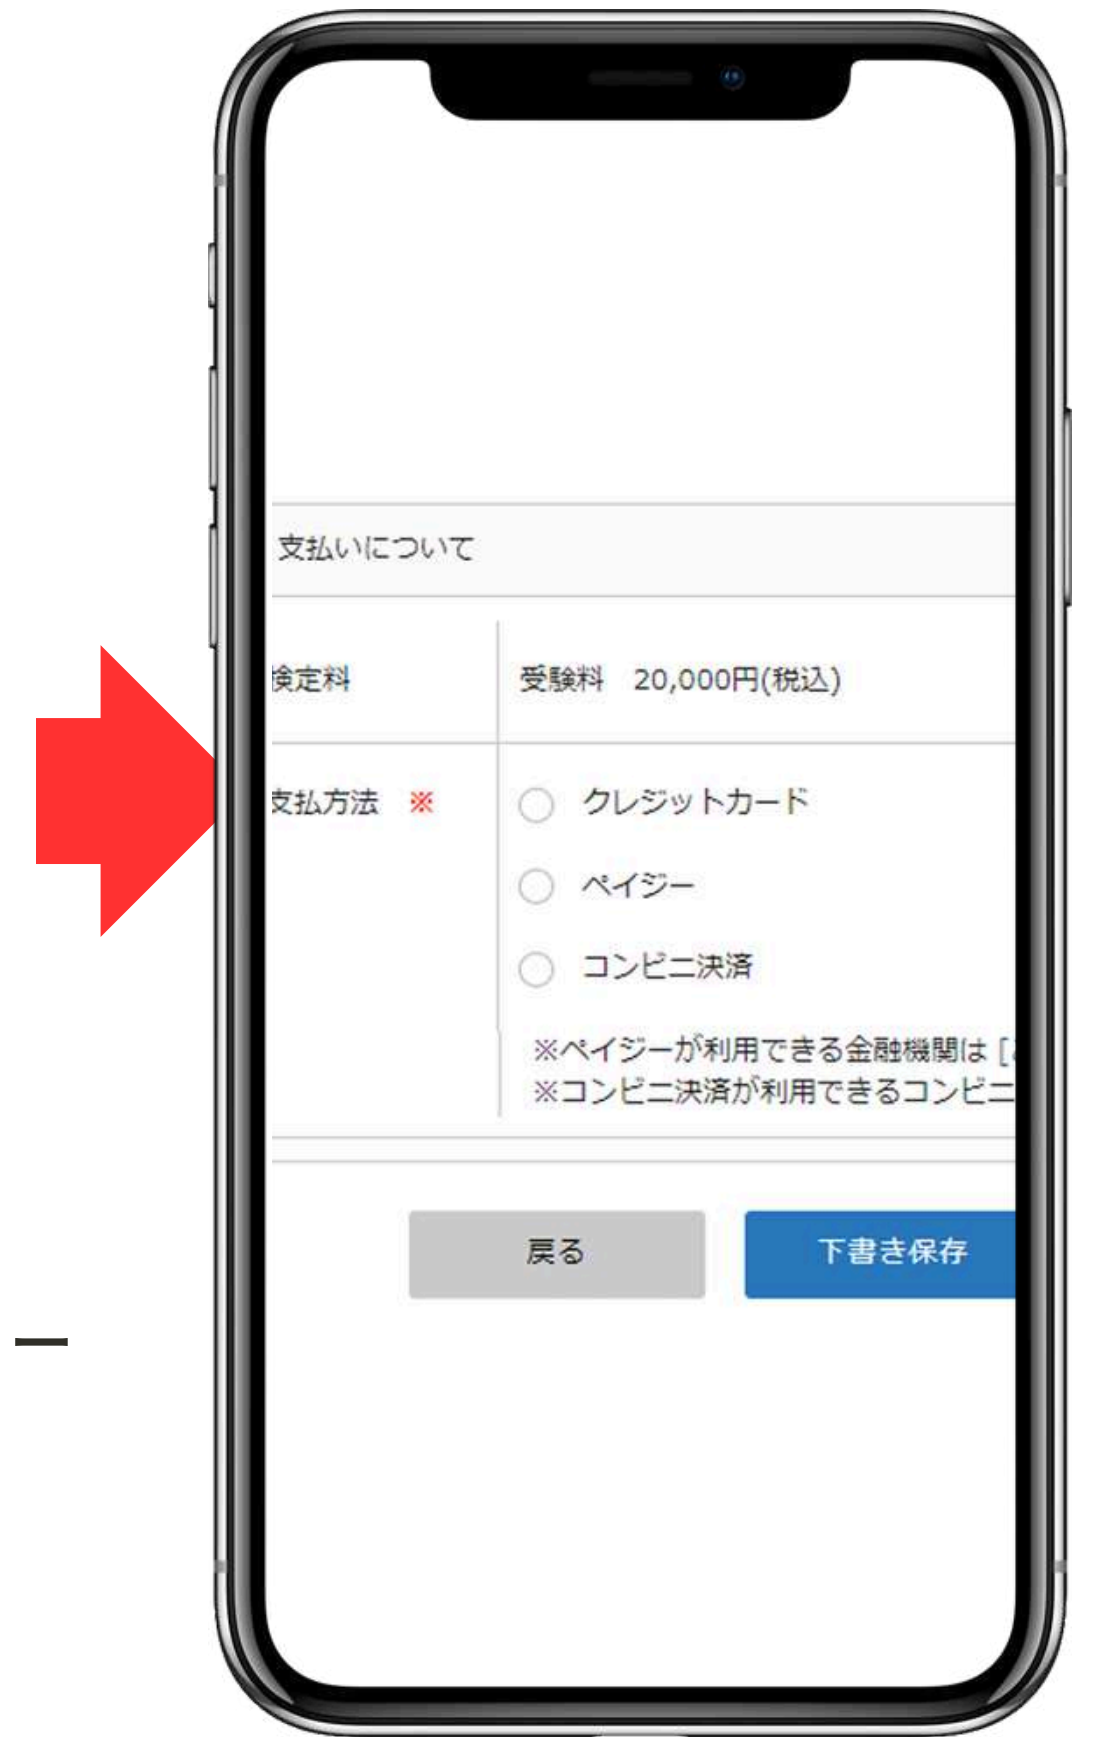 支払いについて
検定料
受験料 20,000円(税込)
支払方法 ※
クレジットカード
ペイジー
コンビニ決済
※ペイジーが利用できる金融機関は [
※コンビニ決済が利用できるコンビニ
戻る
下書き保存